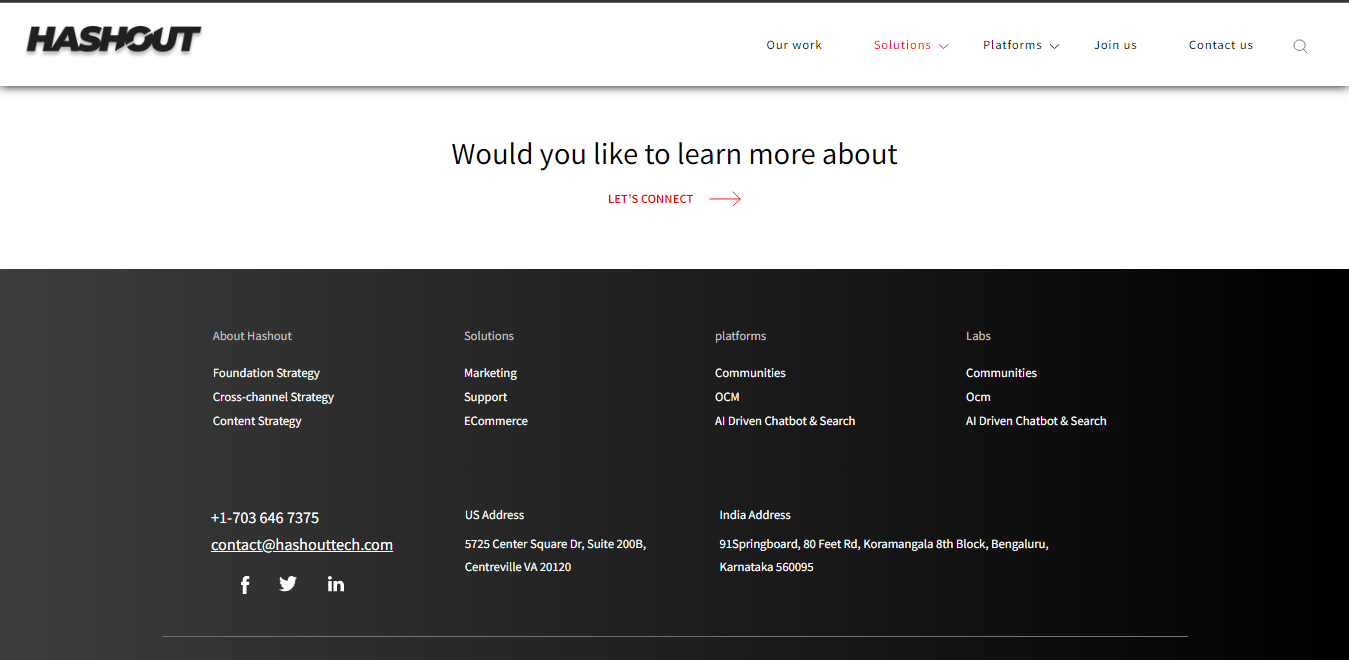 HASHOUT
Our work Solutions Platforms Join us Contact us
Would you like to learn more about
LET'S CONNECT
About Hashout
Foundation Strategy
Cross-channel Strategy
Content Strategy
Solutions
Marketing
Support
ECommerce
platforms
Communities
OCM
AI Driven Chatbot & Search
Labs
Communities
Ocm
AI Driven Chatbot & Search
+1-703 646 7375
contact@hashouttech.com
US Address
5725 Center Square Dr, Suite 200B,
Centreville VA 20120
India Address
91Springboard, 80 Feet Rd, Koramangala 8th Block, Bengaluru,
Karnataka 560095